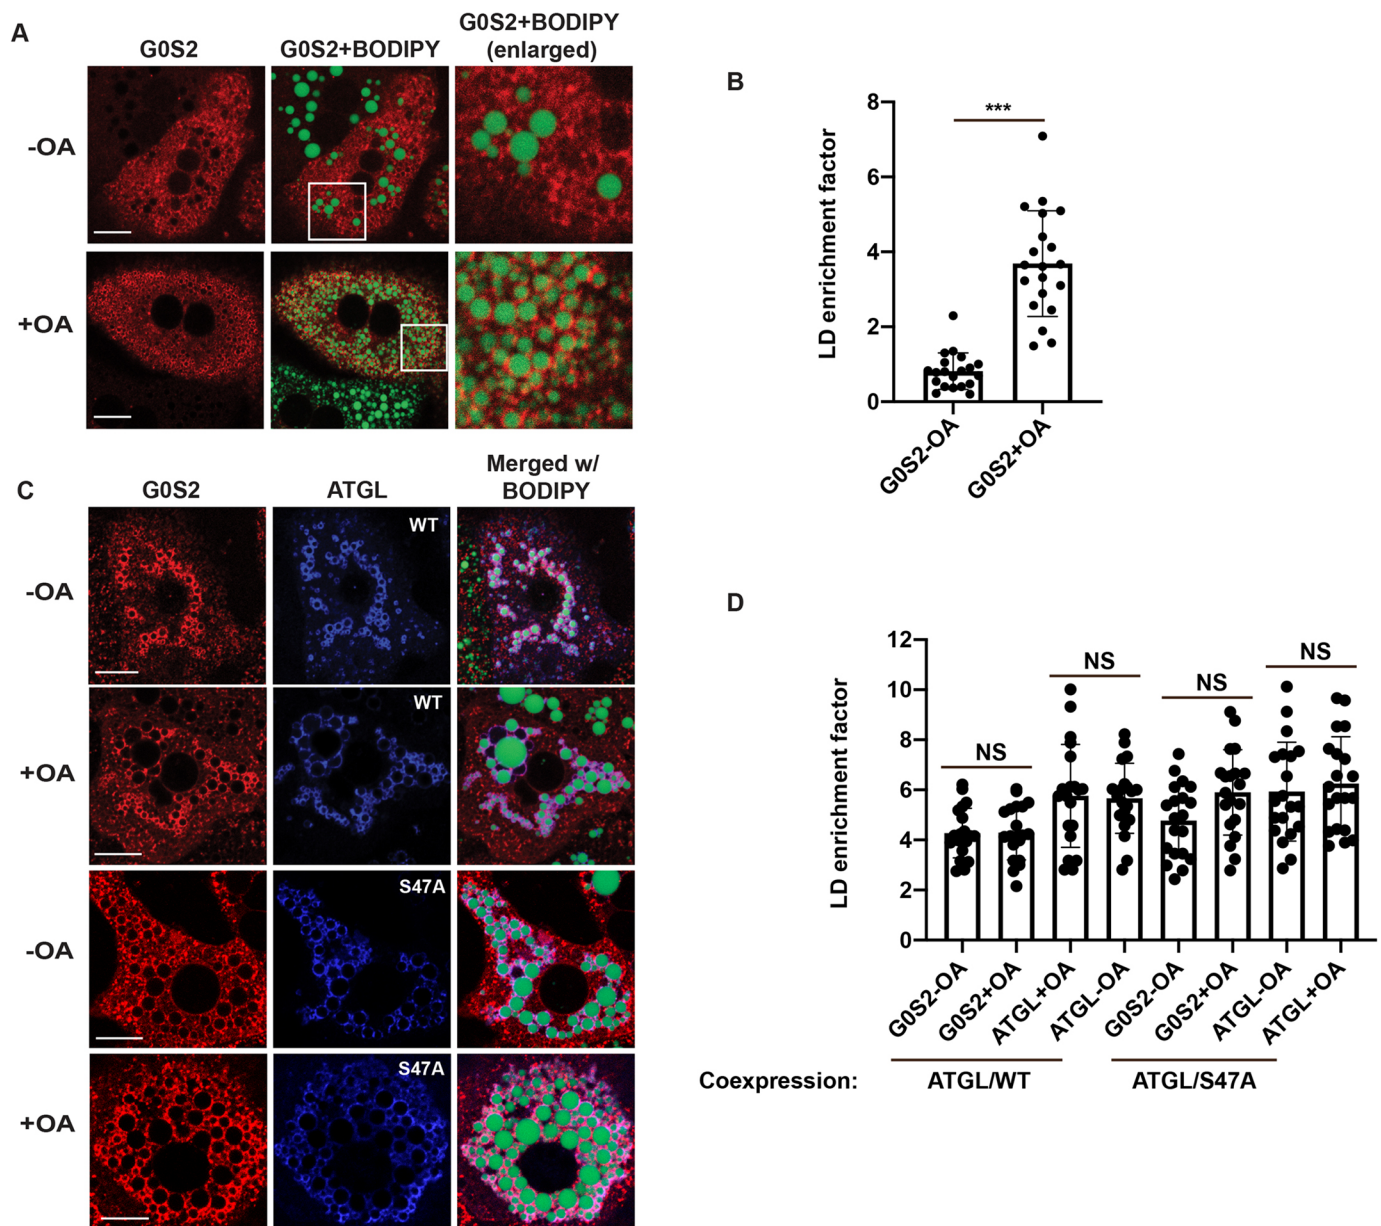 A
G0S2
G0S2+BODIPY
G0S2+BODIPY
(enlarged)
-OA
+OA
B
LD enrichment factor
8
6
4
2
0
***
G0S2-OA
G0S2+OA
C
G0S2
ATGL
Merged w/
BODIPY
-OA
WT
+OA
WT
-OA
S47A
+OA
S47A
D
LD enrichment factor
12
10
8
6
4
2
0
NS
NS
NS
NS
G0S2-OA
G0S2+OA
ATGL+OA
ATGL-OA
G0S2-OA
G0S2+OA
ATGL-OA
ATGL+OA
Coexpression:
ATGL/WT
ATGL/S47A